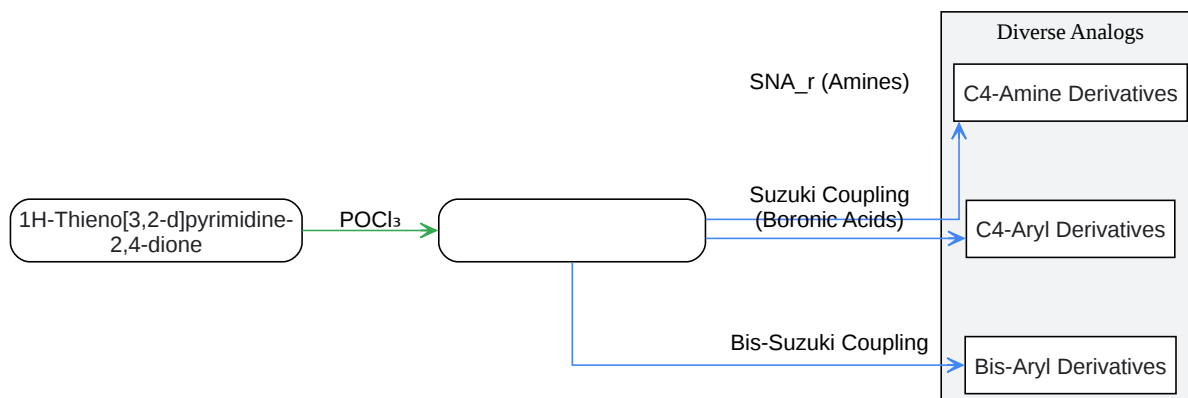 Diverse Analogs
SNA_r (Amines)
C4-Amine Derivatives
1H-Thieno[3,2-d]pyrimidine-
2,4-dione
POCl₃
Suzuki Coupling
(Boronic Acids)
C4-Aryl Derivatives
Bis-Suzuki Coupling
Bis-Aryl Derivatives